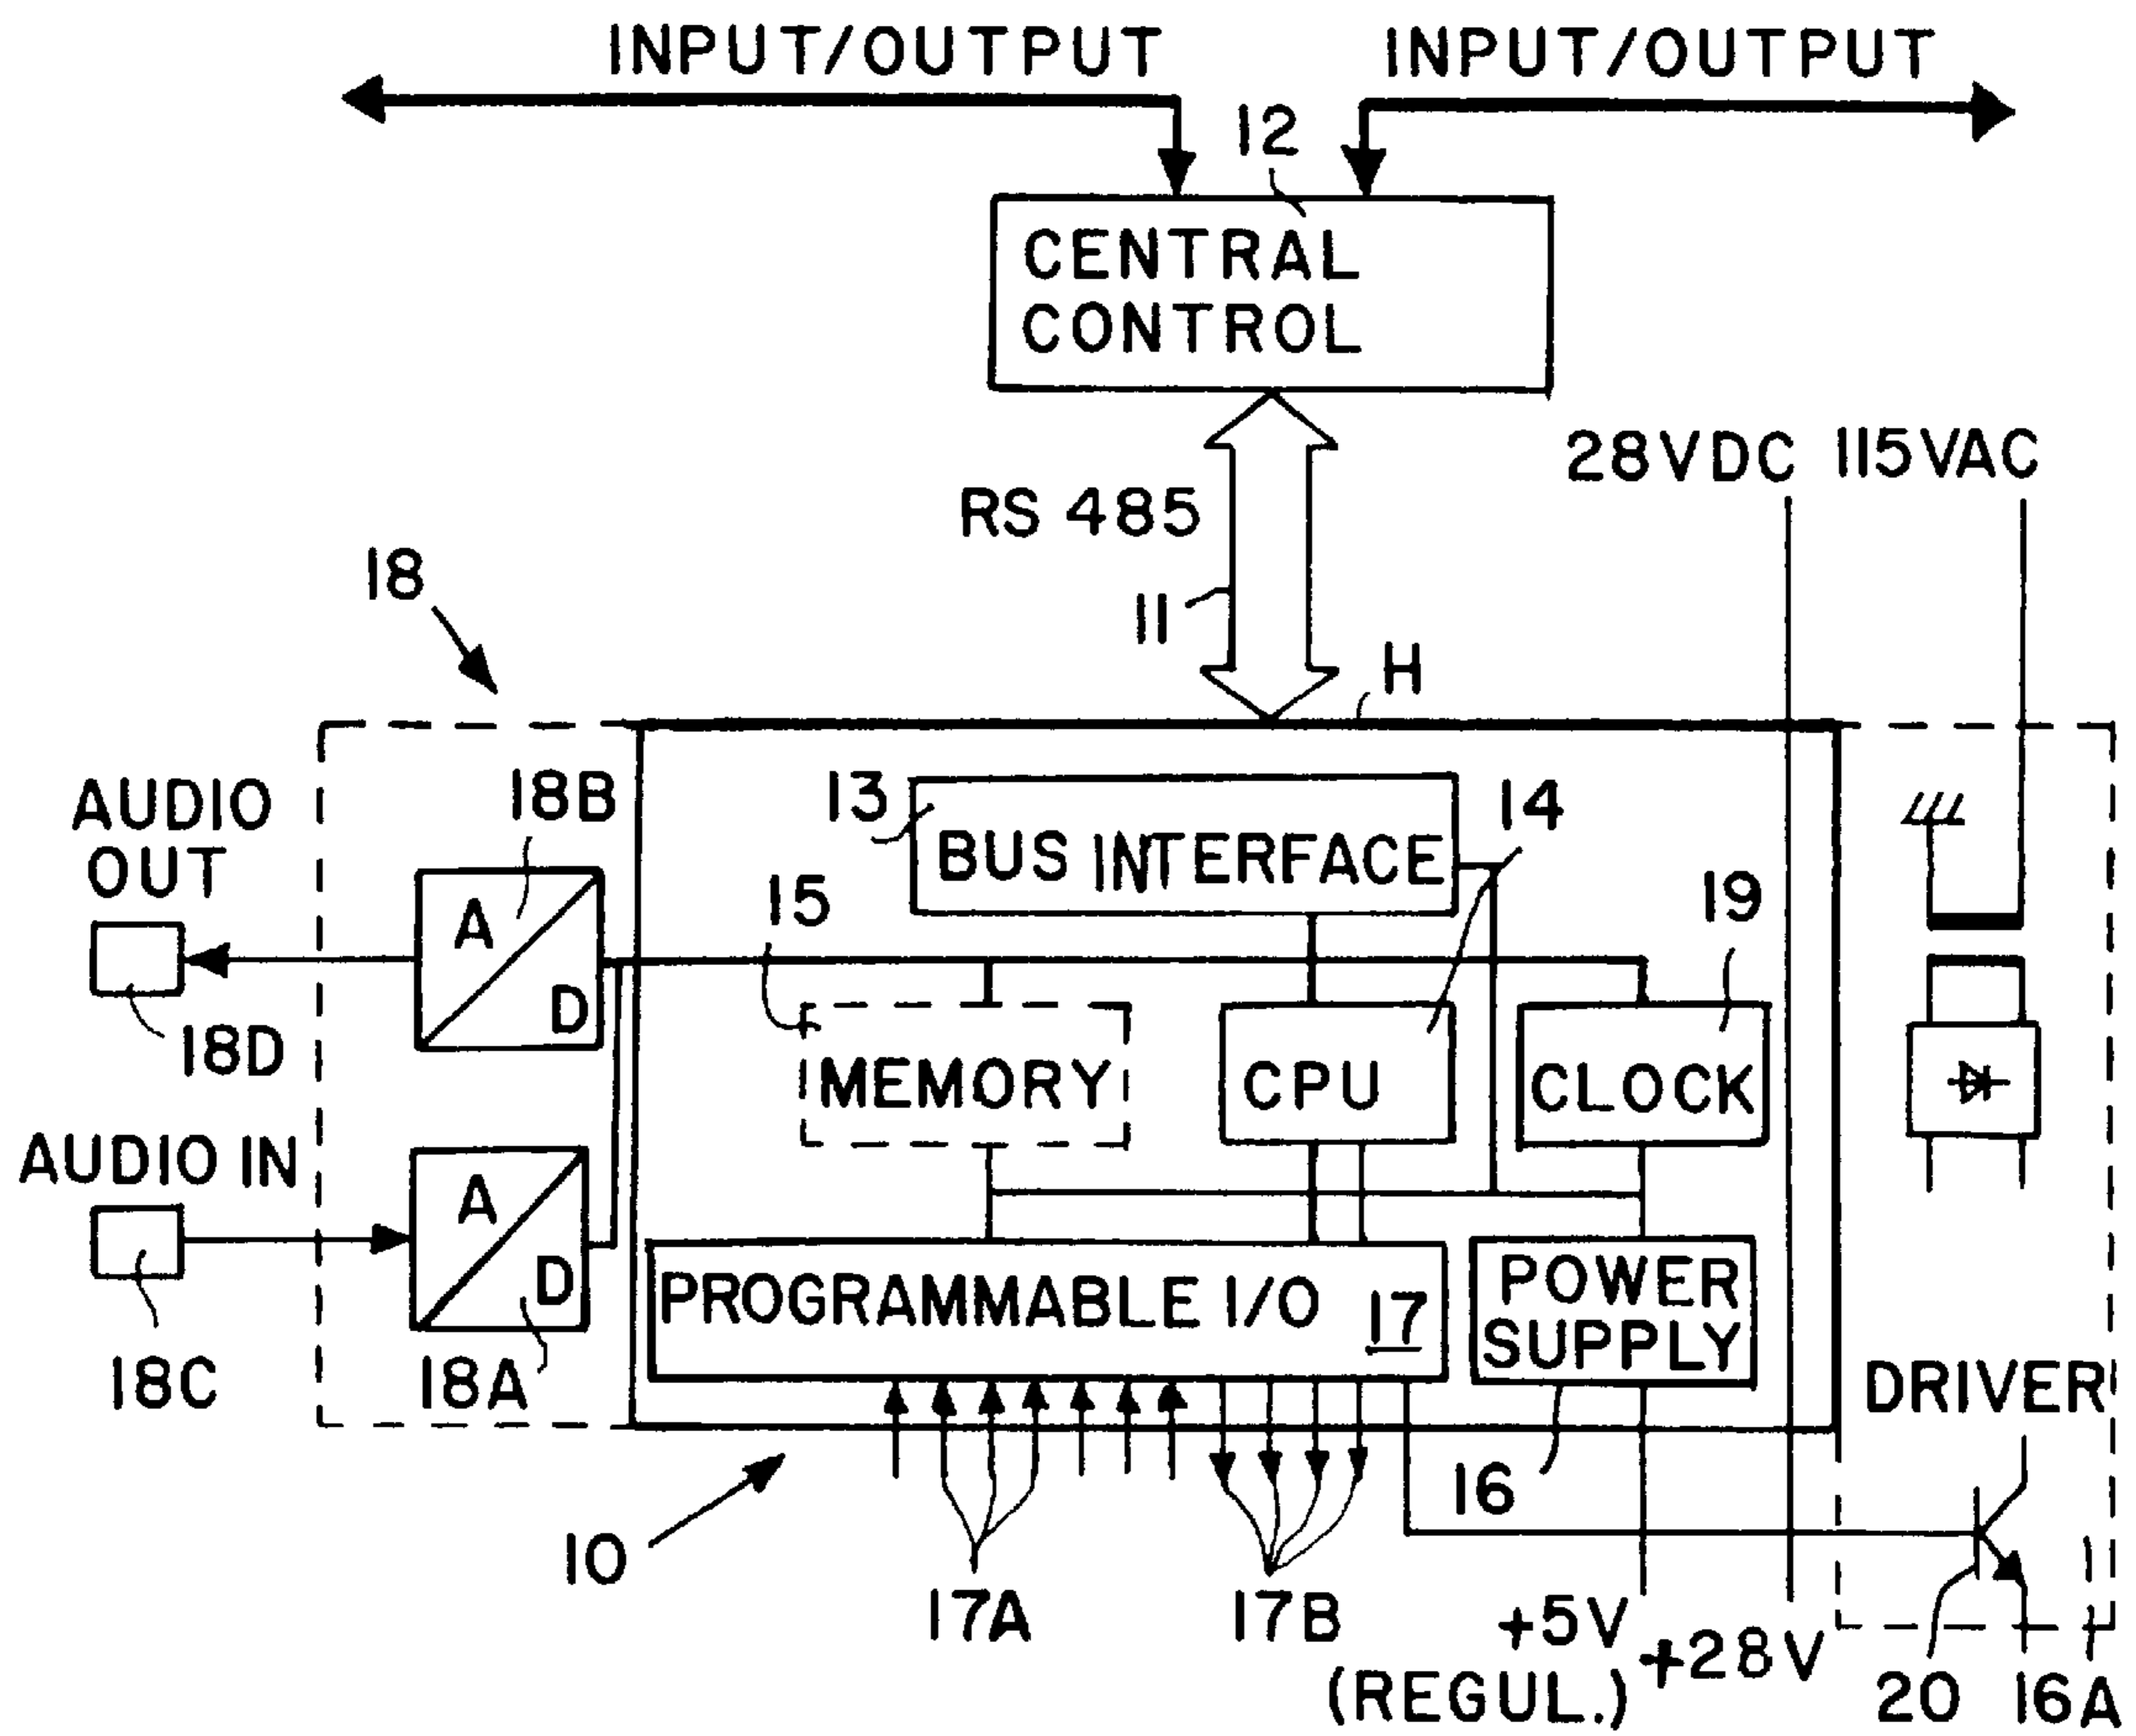 INPUT/OUTPUT
INPUT/OUTPUT
12
CENTRAL
CONTROL
28VDC
115VAC
RS 485
18
11
H
AUDIO
OUT
18B
13
BUS INTERFACE
14
15
19
A
D
18D
MEMORY
CPU
CLOCK
AUDIO IN
A
D
PROGRAMMABLE I/O 17
POWER
SUPPLY
18C
18A
DRIVER
16
10
17A
17B
+5V
(REGUL.)
+28V
20
16A